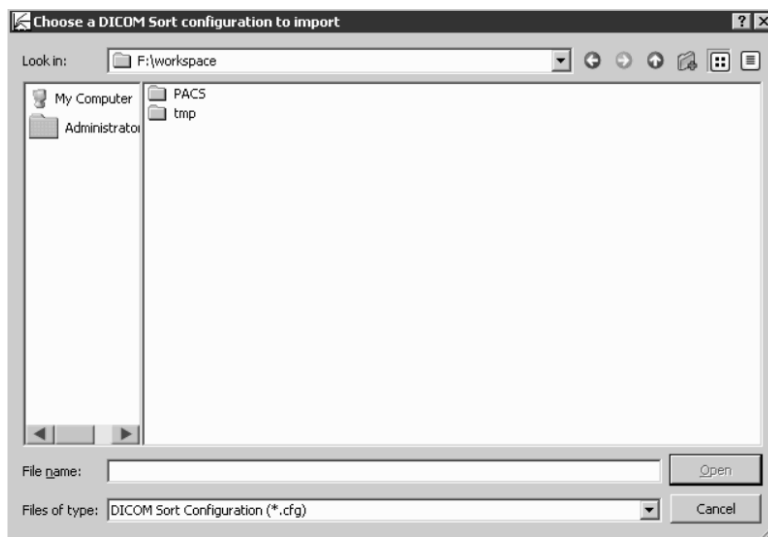 Choose a DICOM Sort configuration to import
Look in: F:\workspace
My Computer
Administrator
PACS
tmp
File name: Open
Files of type: DICOM Sort Configuration (*.cfg) Cancel